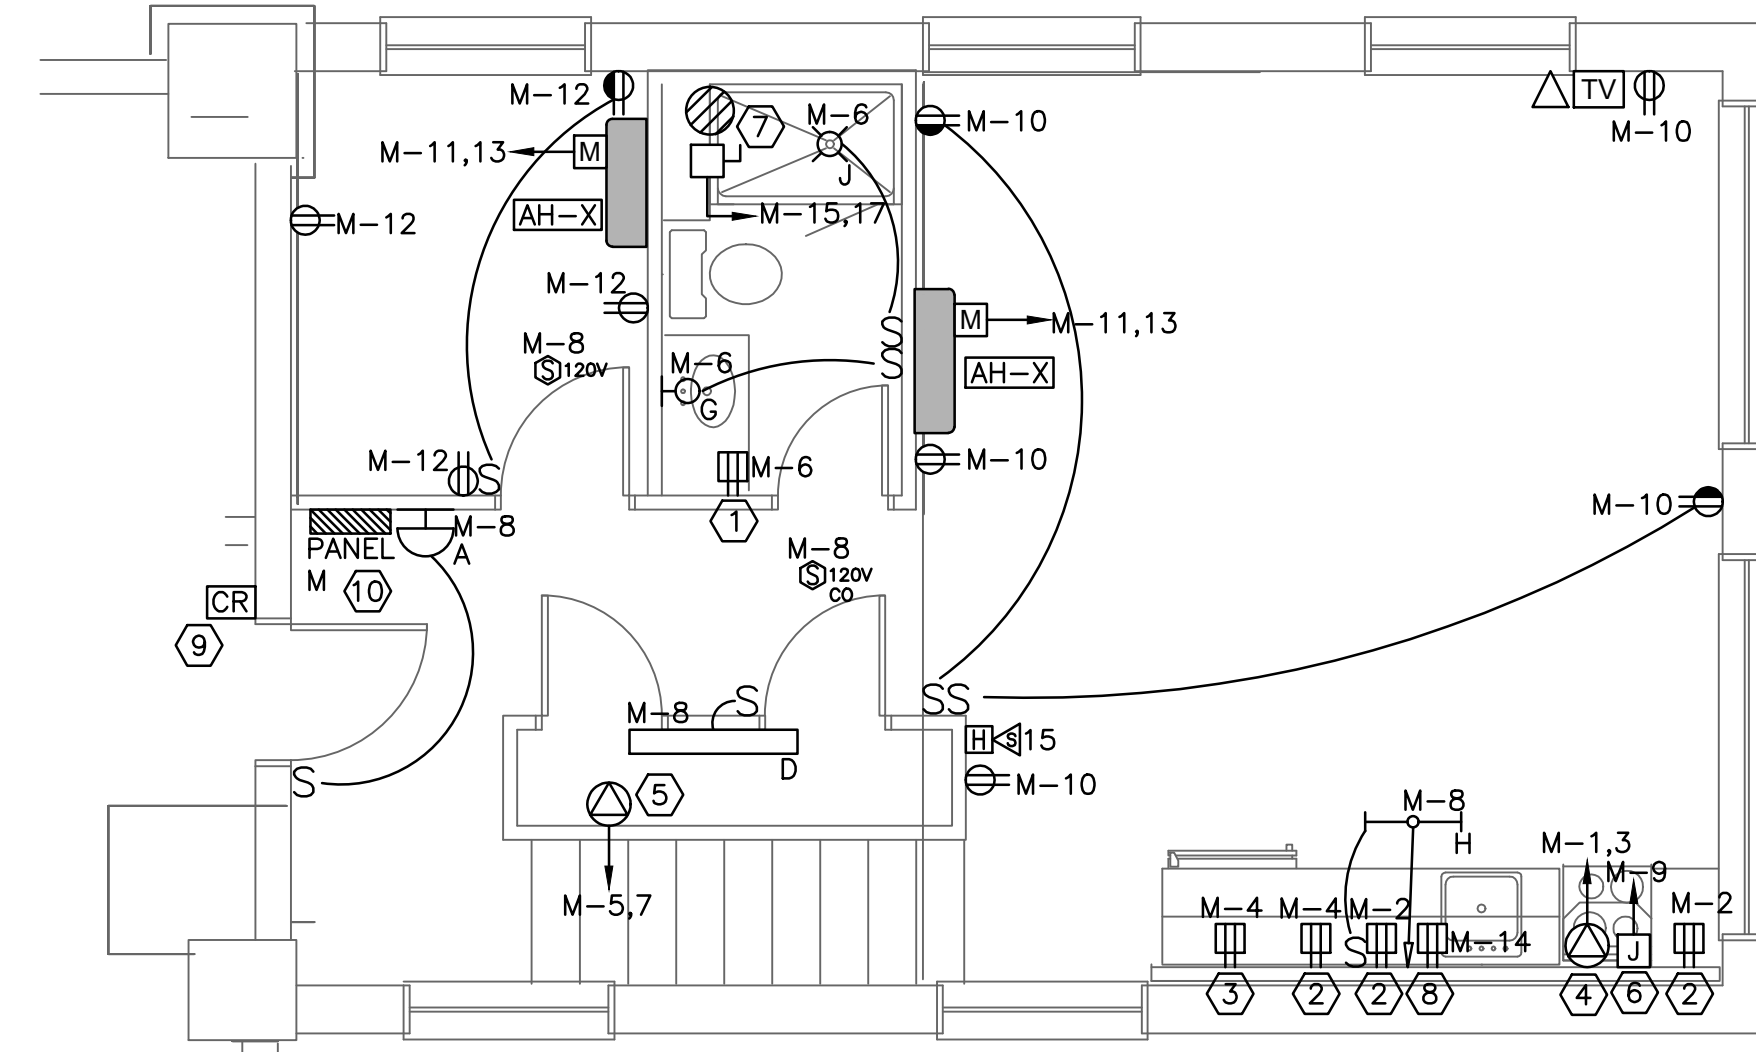 TV
M-12
M-10
7
M-6
M-10
M-11,13
M
J
AH-X
M-15,17
M-12
M-12
S
M
M-11,13
M-8
S 120V
M-6
S
AH-X
G
M-12
S
M-6
M-10
1
M-10
PANEL
M
M-8
A
10
M-8
S 120V
CO
CR
9
M-8
S
SS
D
H S 15
S
5
M-10
M-5,7
M-8
H
M-1,3
M-9
M-4
M-4
M-2
M-2
S
M-14
J
3
2
2
8
4
6
2